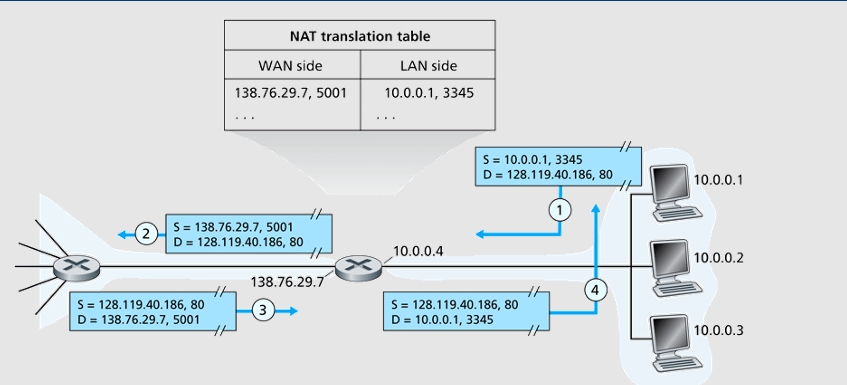 NAT translation table
WAN side
LAN side
138.76.29.7, 5001
10.0.0.1, 3345
. . .
. . .
S = 10.0.0.1, 3345
D = 128.119.40.186, 80
10.0.0.1
1
2
S = 138.76.29.7, 5001
D = 128.119.40.186, 80
10.0.0.4
10.0.0.2
138.76.29.7
S = 128.119.40.186, 80
D = 138.76.29.7, 5001
3
S = 128.119.40.186, 80
D = 10.0.0.1, 3345
4
10.0.0.3